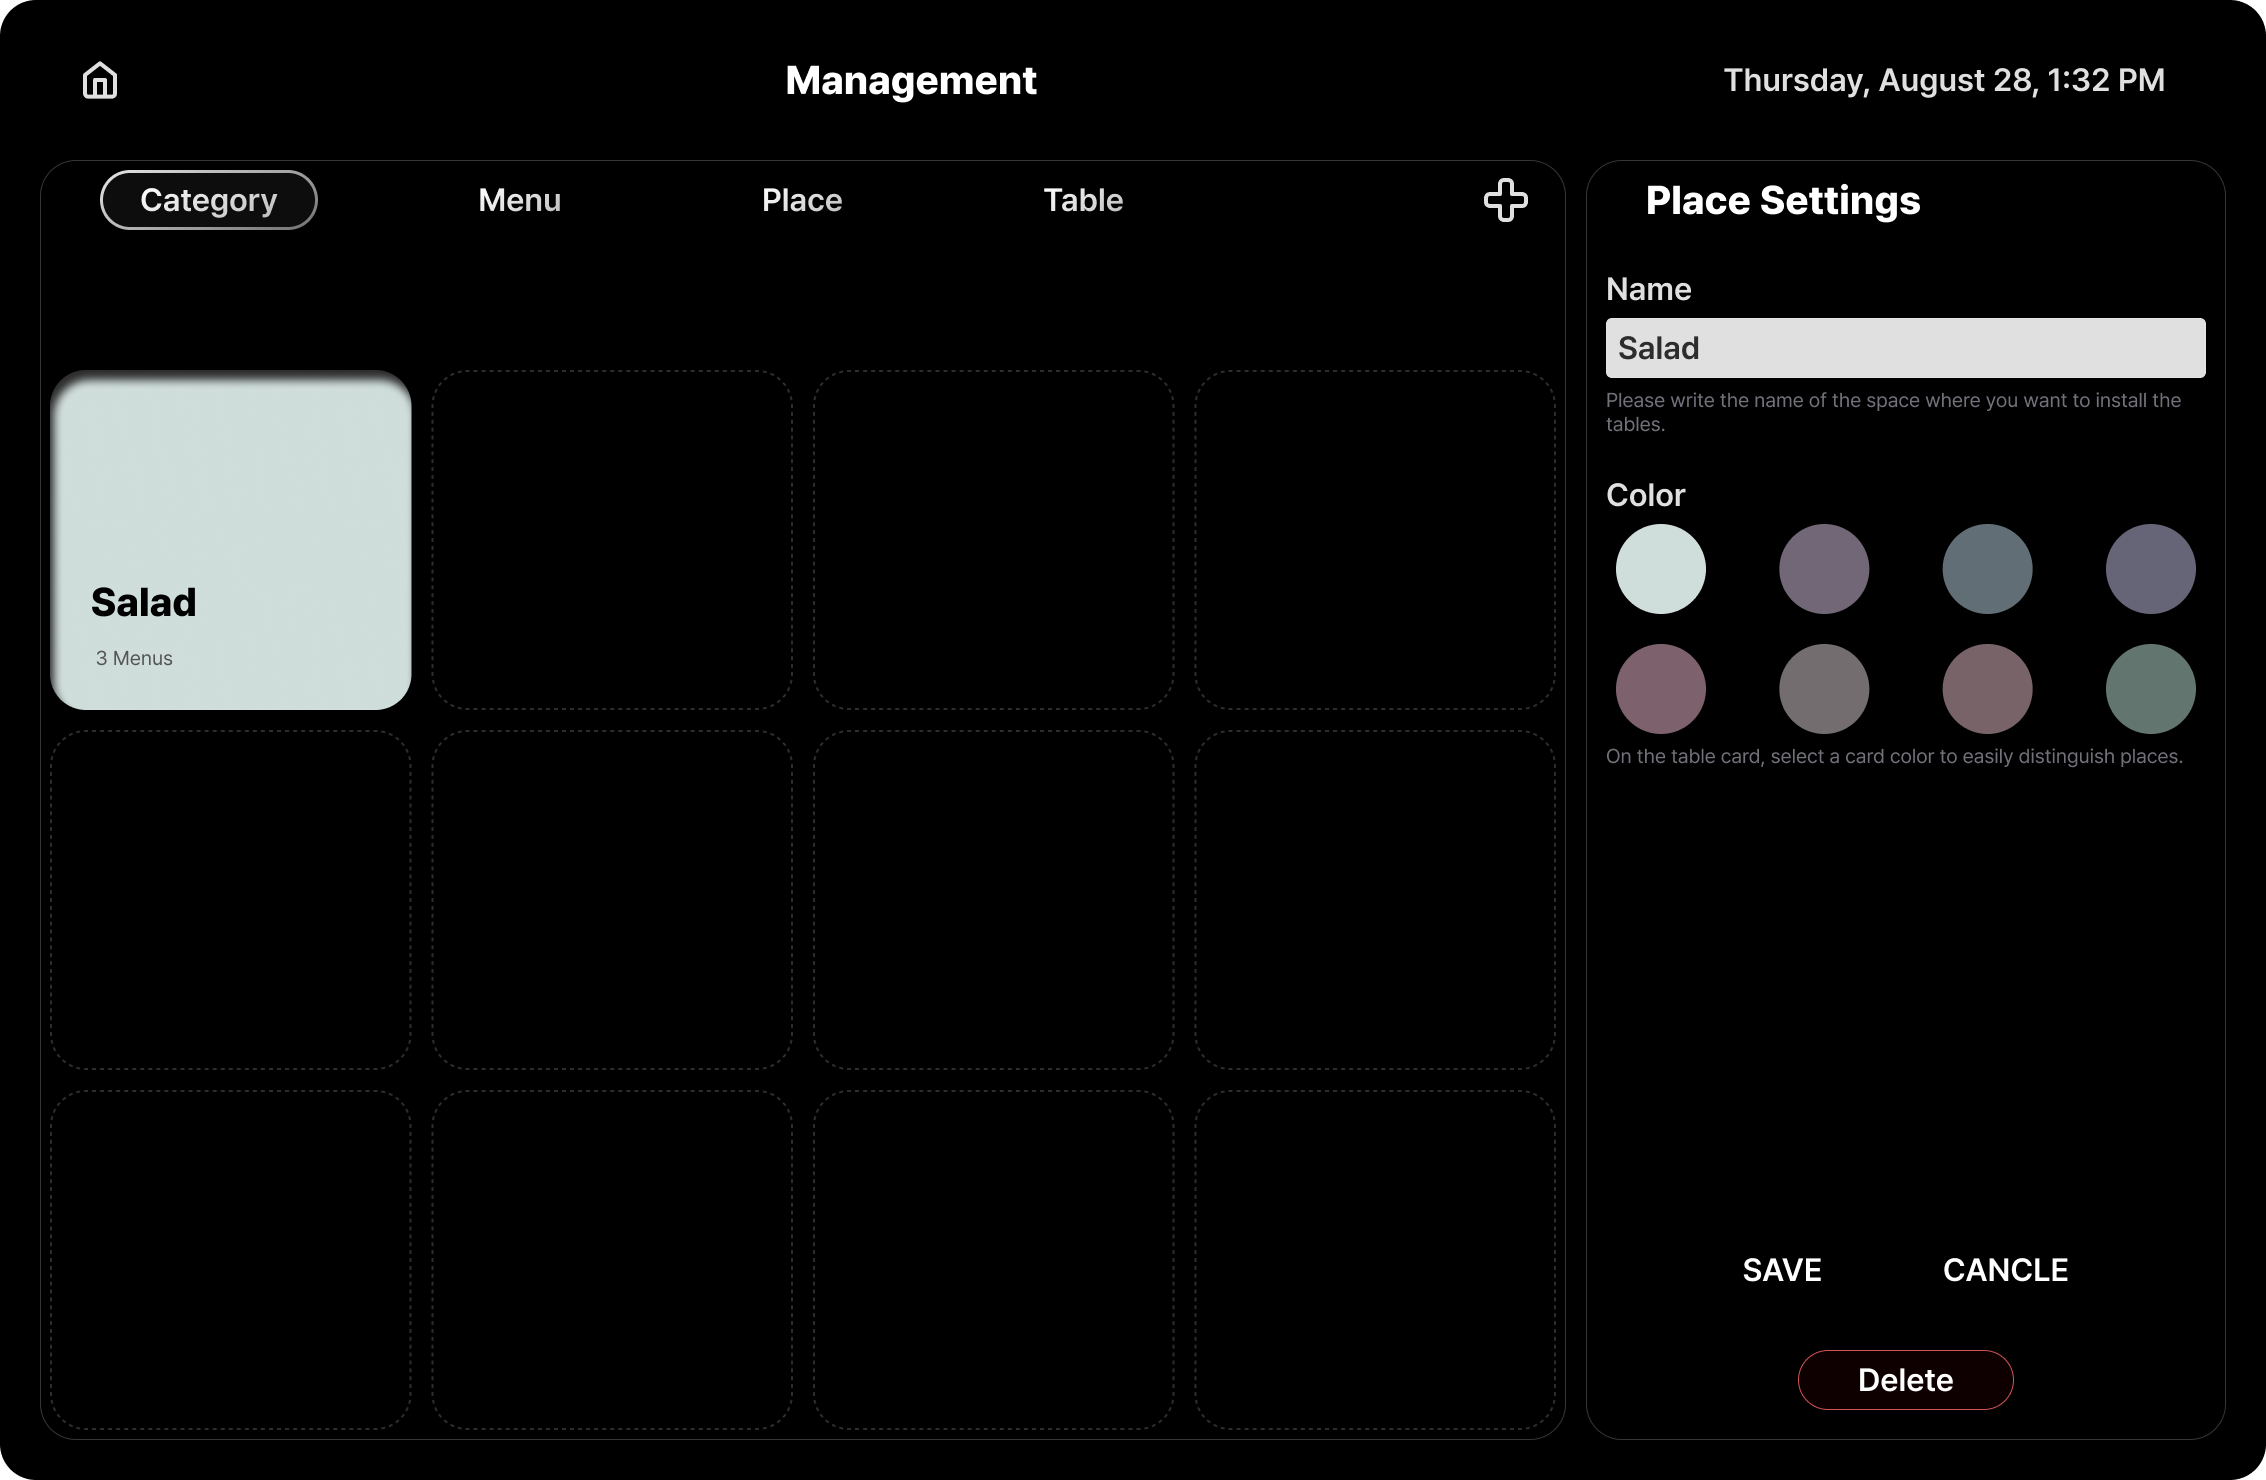 Management
Thursday, August 28, 1:32 PM
Category
Menu
Place
Table
Salad
3 Menus
Place Settings
Name
Salad
Please write the name of the space where you want to install the
tables.
Color
On the table card, select a card color to easily distinguish places.
SAVE
CANCLE
Delete